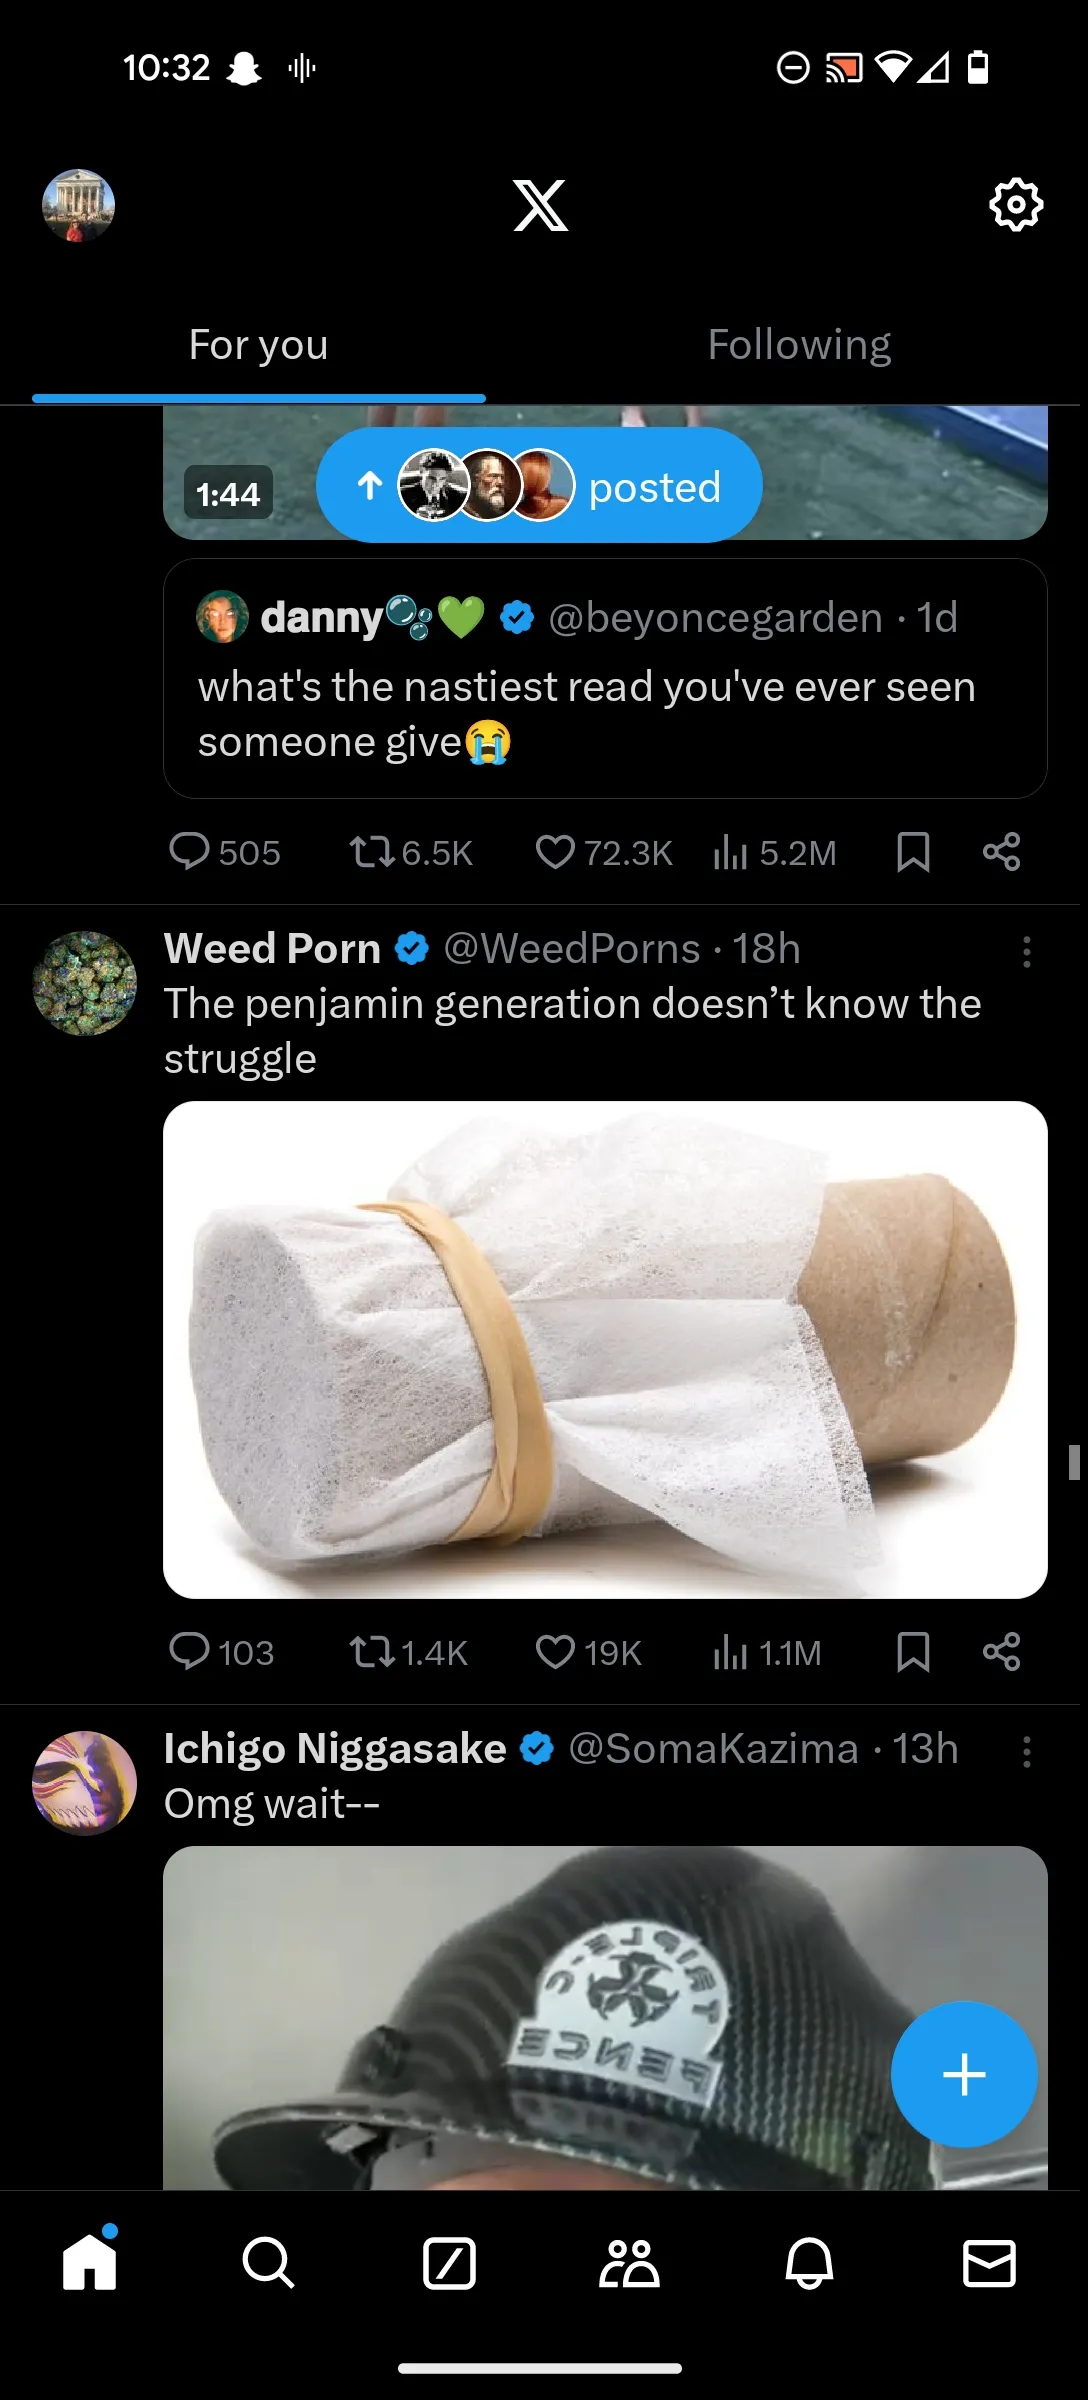 10:32
For you
Following
1:44
posted
danny🫧💚 @beyoncegarden · 1d
what's the nastiest read you've ever seen
someone give😭
505 6.5K 72.3K 5.2M
Weed Porn @WeedPorns · 18h
The penjamin generation doesn’t know the
struggle
103 1.4K 19K 1.1M
Ichigo Niggasake @SomaKazima · 13h
Omg wait--
TRIPLE-C
FENCE